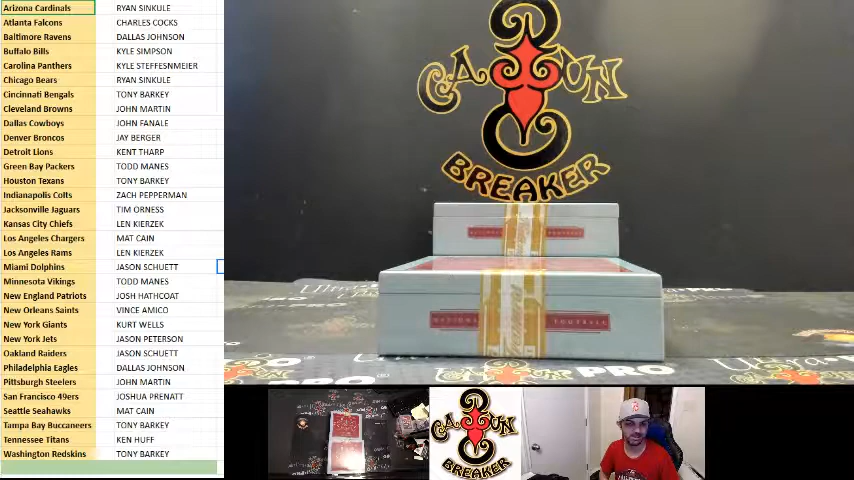 Arizona Cardinals RYAN SINKULE
Atlanta Falcons CHARLES COCKS
Baltimore Ravens DALLAS JOHNSON
Buffalo Bills KYLE SIMPSON
Carolina Panthers KYLE STEFFESNMEIER
Chicago Bears RYAN SINKULE
Cincinnati Bengals TONY BARKEY
Cleveland Browns JOHN MARTIN
Dallas Cowboys JOHN FANALE
Denver Broncos JAY BERGER
Detroit Lions KENT THARP
Green Bay Packers TODD MANES
Houston Texans TONY BARKEY
Indianapolis Colts ZACH PEPPERMAN
Jacksonville Jaguars TIM ORNESS
Kansas City Chiefs LEN KIERZEK
Los Angeles Chargers MAT CAIN
Los Angeles Rams LEN KIERZEK
Miami Dolphins JASON SCHUETT
Minnesota Vikings TODD MANES
New England Patriots JOSH HATHCOAT
New Orleans Saints VINCE AMICO
New York Giants KURT WELLS
New York Jets JASON PETERSON
Oakland Raiders JASON SCHUETT
Philadelphia Eagles DALLAS JOHNSON
Pittsburgh Steelers JOHN MARTIN
San Francisco 49ers JOSHUA PRENATT
Seattle Seahawks MAT CAIN
Tampa Bay Buccaneers TONY BARKEY
Tennessee Titans KEN HUFF
Washington Redskins TONY BARKEY
CAJUN
BREAKER
NATIONAL FOOTBALL
PRO
PRO
CAJUN
BREAKER